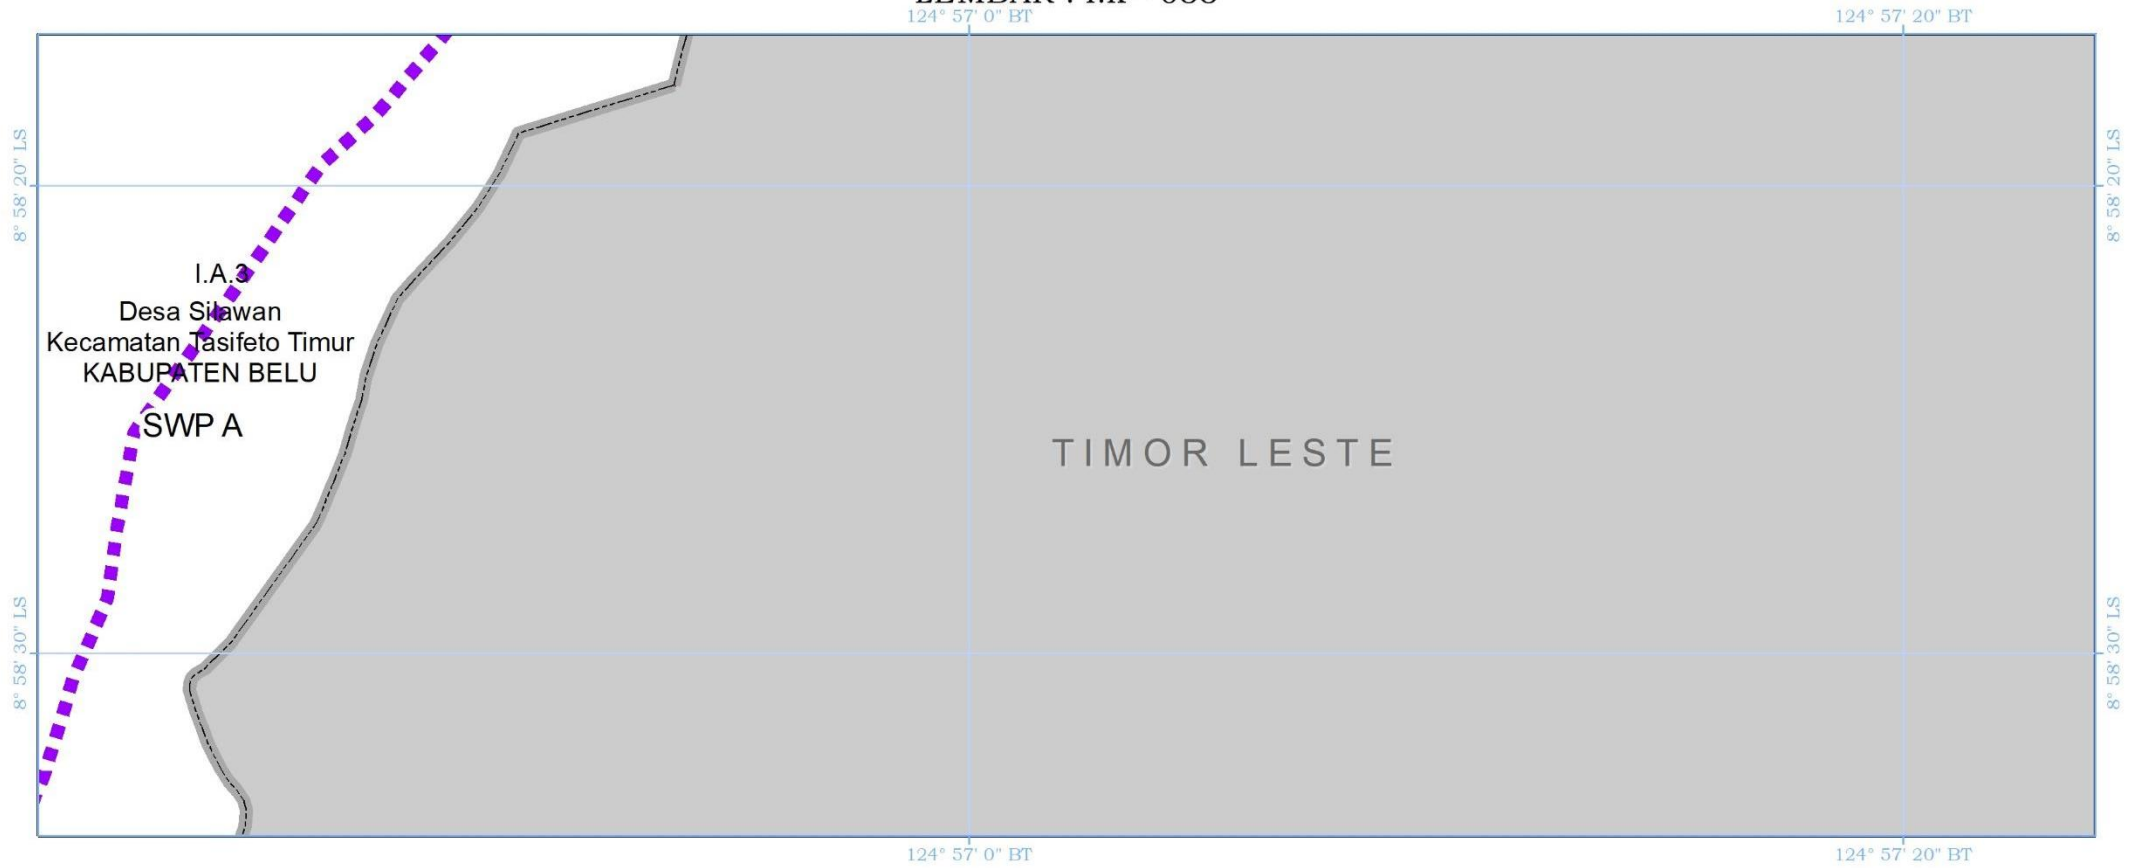 124° 57' 0" BT
124° 57' 20" BT
8° 58' 20" LS
8° 58' 20" LS
I.A.3
Desa Silawan
Kecamatan Tasifeto Timur
KABUPATEN BELU
SWP A
TIMOR LESTE
8° 58' 30" LS
8° 58' 30" LS
124° 57' 0" BT
124° 57' 20" BT